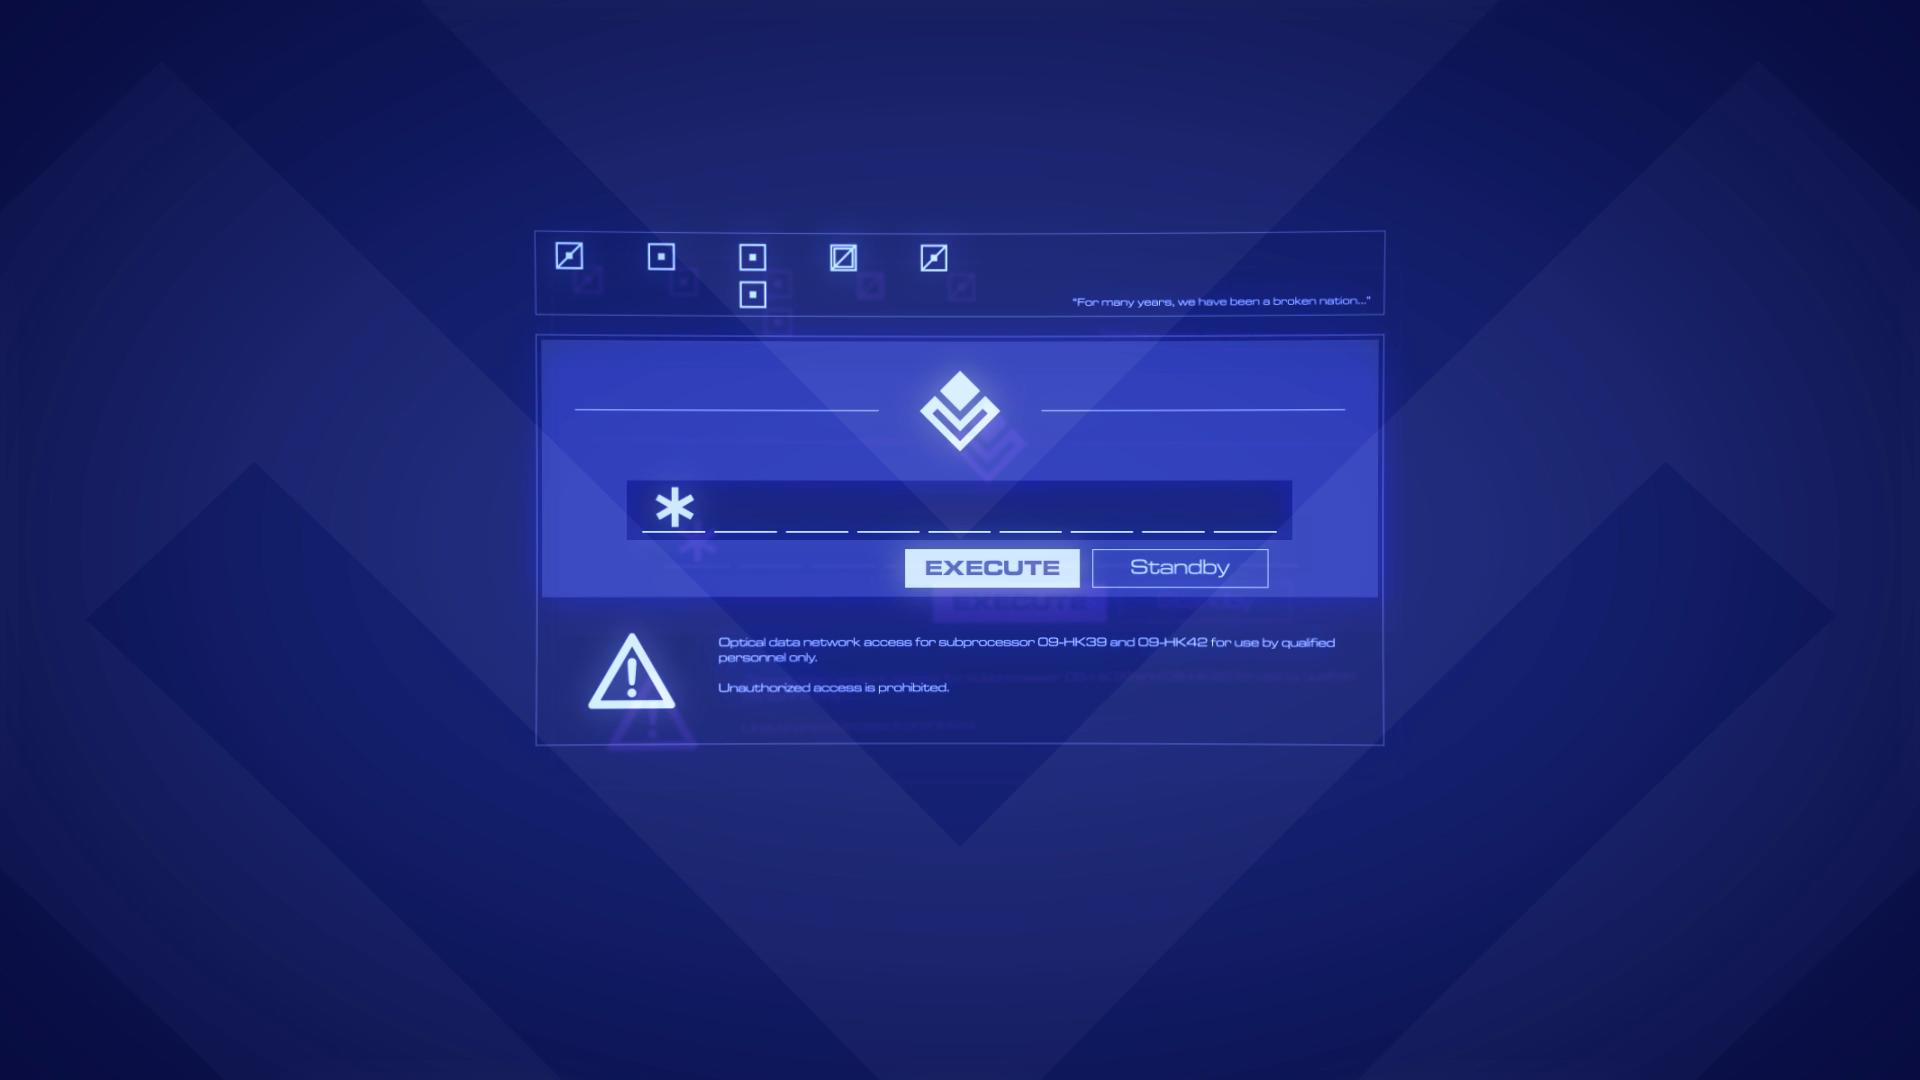 “For many years, we have been a broken nation...”
*
EXECUTE
Standby
Optical data network access for subprocessor 09-HK39 and 09-HK42 for use by qualified
personnel only.
Unauthorized access is prohibited.